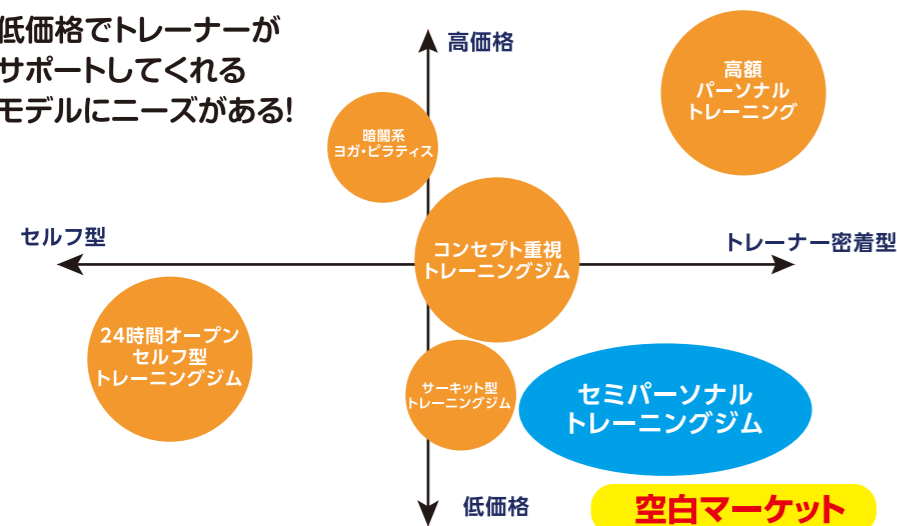 低価格でトレーナーが
サポートしてくれる
モデルにニーズがある!
高価格
高額
パーソナル
トレーニング
暗闇系
ヨガ・ピラティス
セルフ型
トレーナー密着型
コンセプト重視
トレーニングジム
24時間オープン
セルフ型
トレーニングジム
サーキット型
トレーニングジム
セミパーソナル
トレーニングジム
低価格
空白マーケット